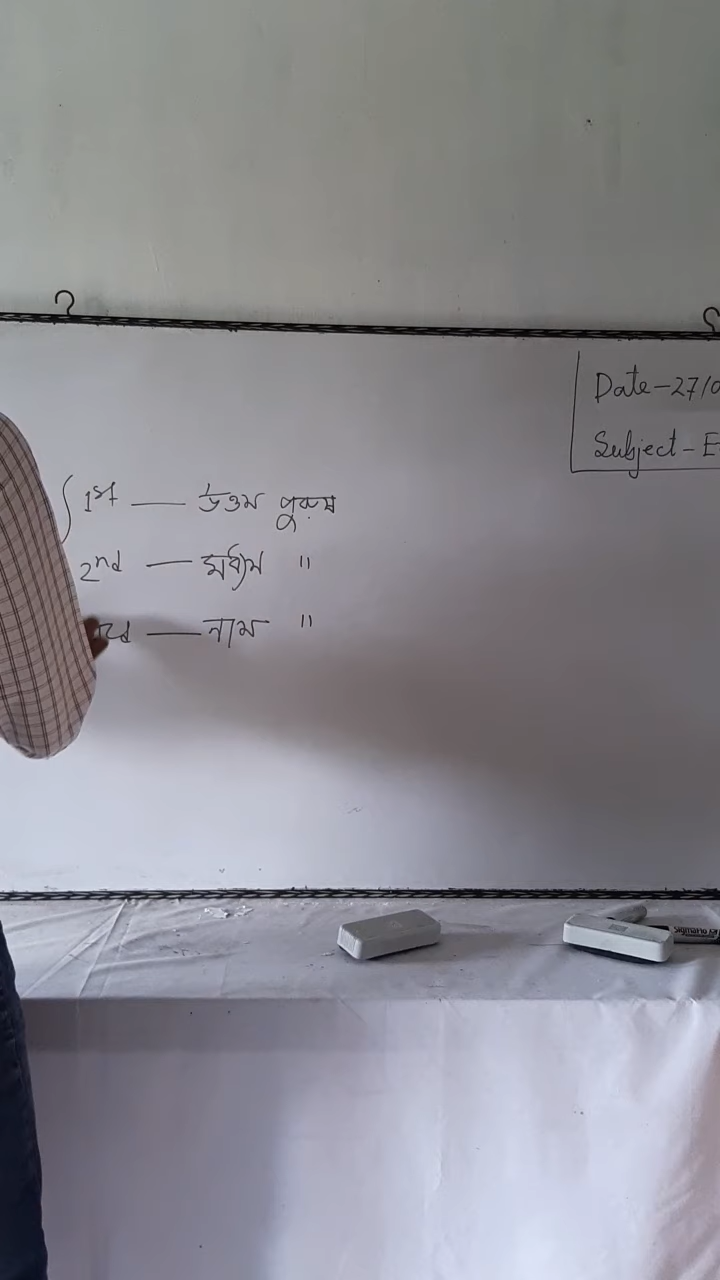 Date-27/0
Subject-E
1st — উত্তম পুরুষ
2nd — মধ্যম "
— নাম "